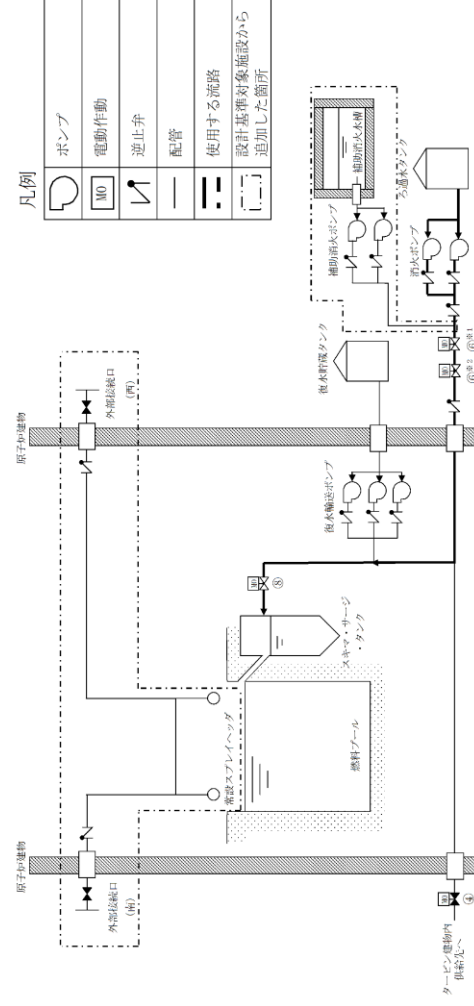 凡例
ポンプ
MO
電動作動
逆止弁
配管
使用する流路
設計基準対象施設から
追加した箇所
原子炉建物
原子炉建物
外部接続口
(南)
外部接続口
(西)
常設スプレイヘッダ
燃料プール
スキマ・サージ
・タンク
MO
⑧
復水輸送ポンプ
復水貯蔵タンク
補助消火ポンプ
補助消火水槽
消火ポンプ
ろ過水タンク
MO
MO
タービン建物内
供給先へ
MO
④